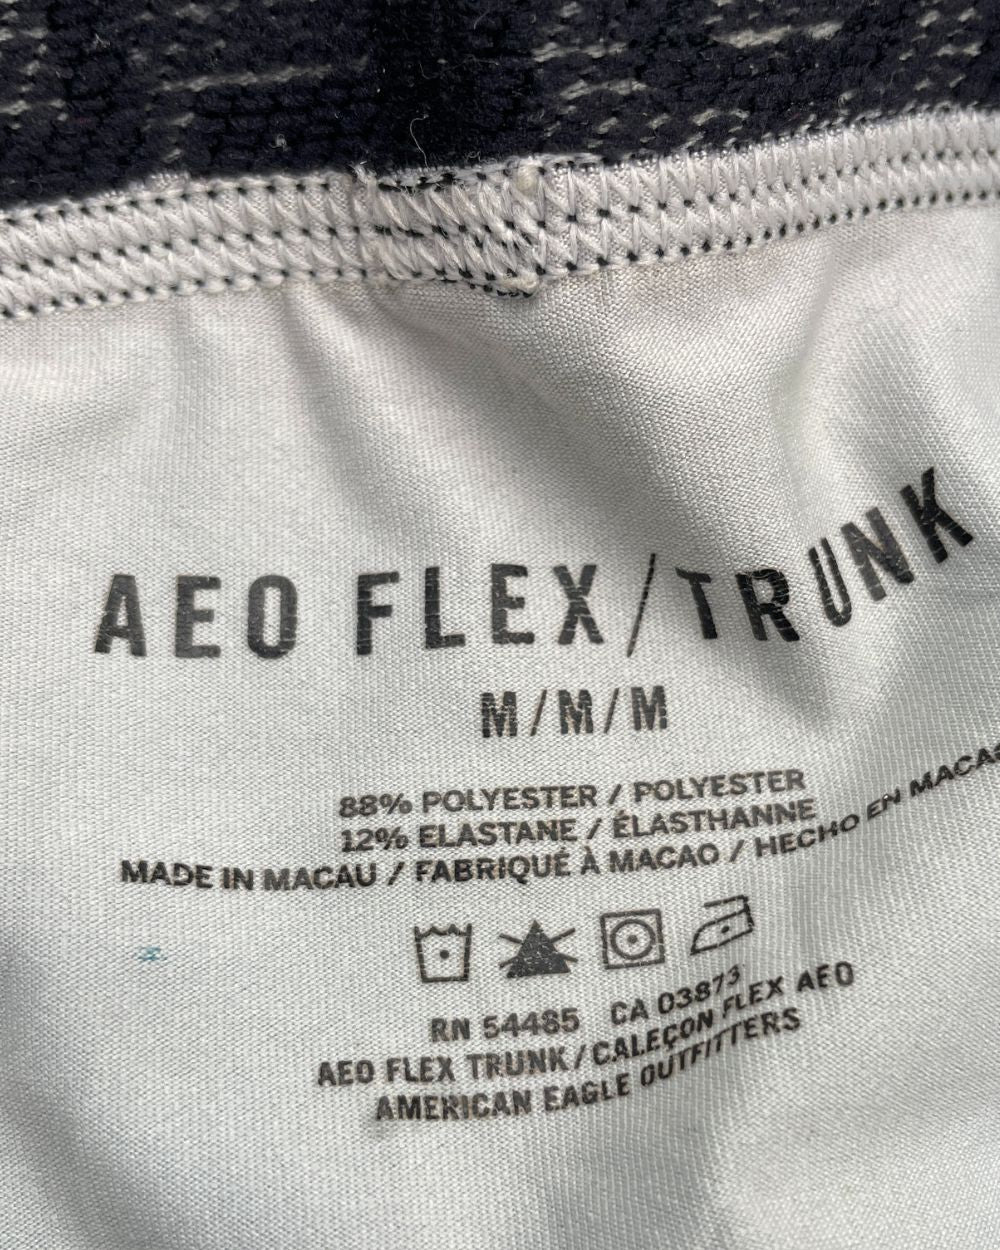 AEO FLEX/TRUNK
M/M/M
88% POLYESTER / POLYESTER
12% ELASTANE / ÉLASTHANNE
MADE IN MACAU / FABRIQUÉ À MACAO / HECHO EN MACAO
RN 54485 CA 03873
AEO FLEX TRUNK/CALEÇON FLEX AEO
AMERICAN EAGLE OUTFITTERS